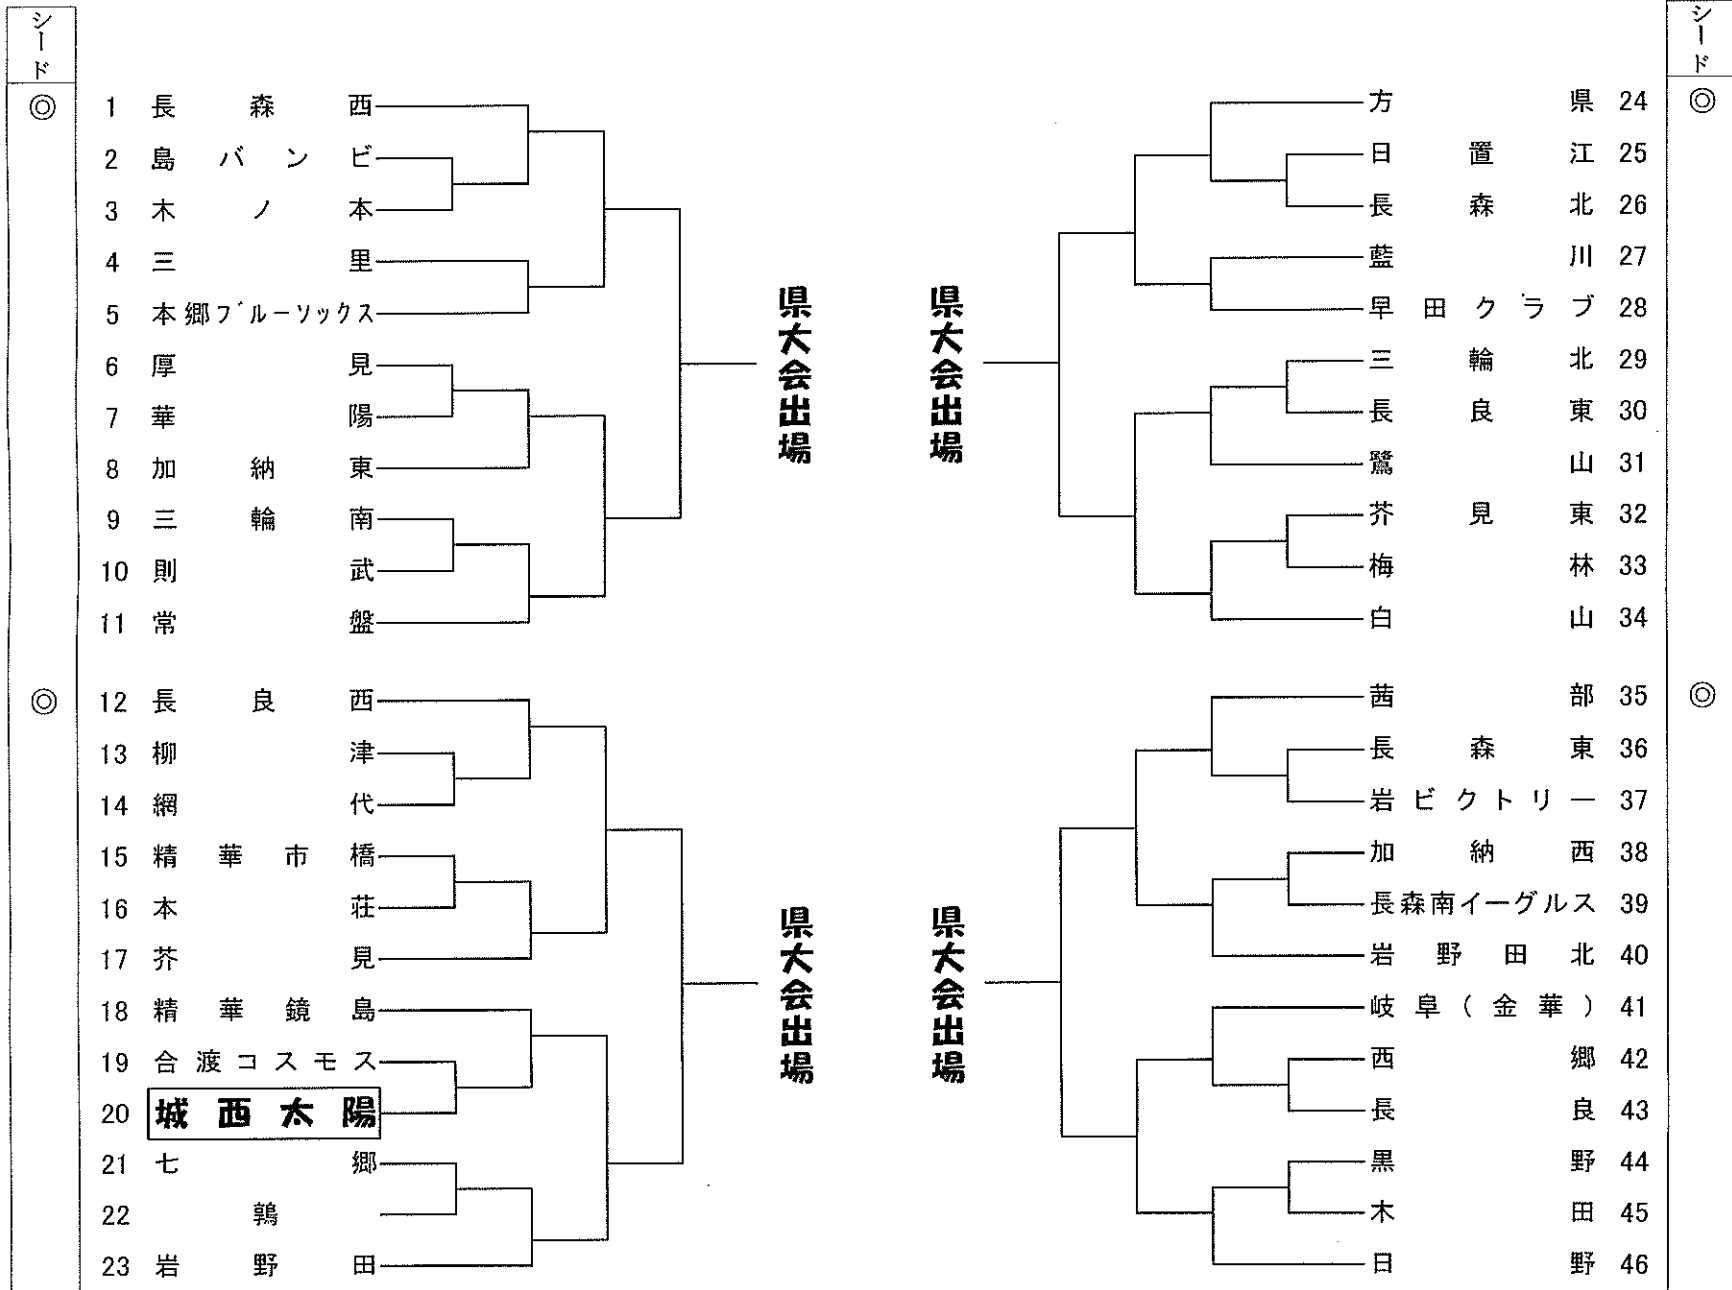 シード
◎ 1 長森西
2 島バンビ
3 木ノ本
4 三里
5 本郷ブルーソックス
6 厚見
7 華陽
8 加納東
9 三輪南
10 則武
11 常盤
◎ 12 長良西
13 柳津
14 網代
15 精華市橋
16 本荘
17 芥見
18 精華鏡島
19 合渡コスモス
20 城西太陽
21 七郷
22 鶉
23 岩野田
県大会出場
県大会出場
県大会出場
県大会出場
シード
方県 24 ◎
日置江 25
長森北 26
藍川 27
早田クラブ 28
三輪北 29
長良東 30
鷺山 31
芥見東 32
梅林 33
白山 34
茜部 35 ◎
長森東 36
岩ビクトリー 37
加納西 38
長森南イーグルス 39
岩野田北 40
岐阜(金華) 41
西郷 42
長良 43
黒野 44
木田 45
日野 46